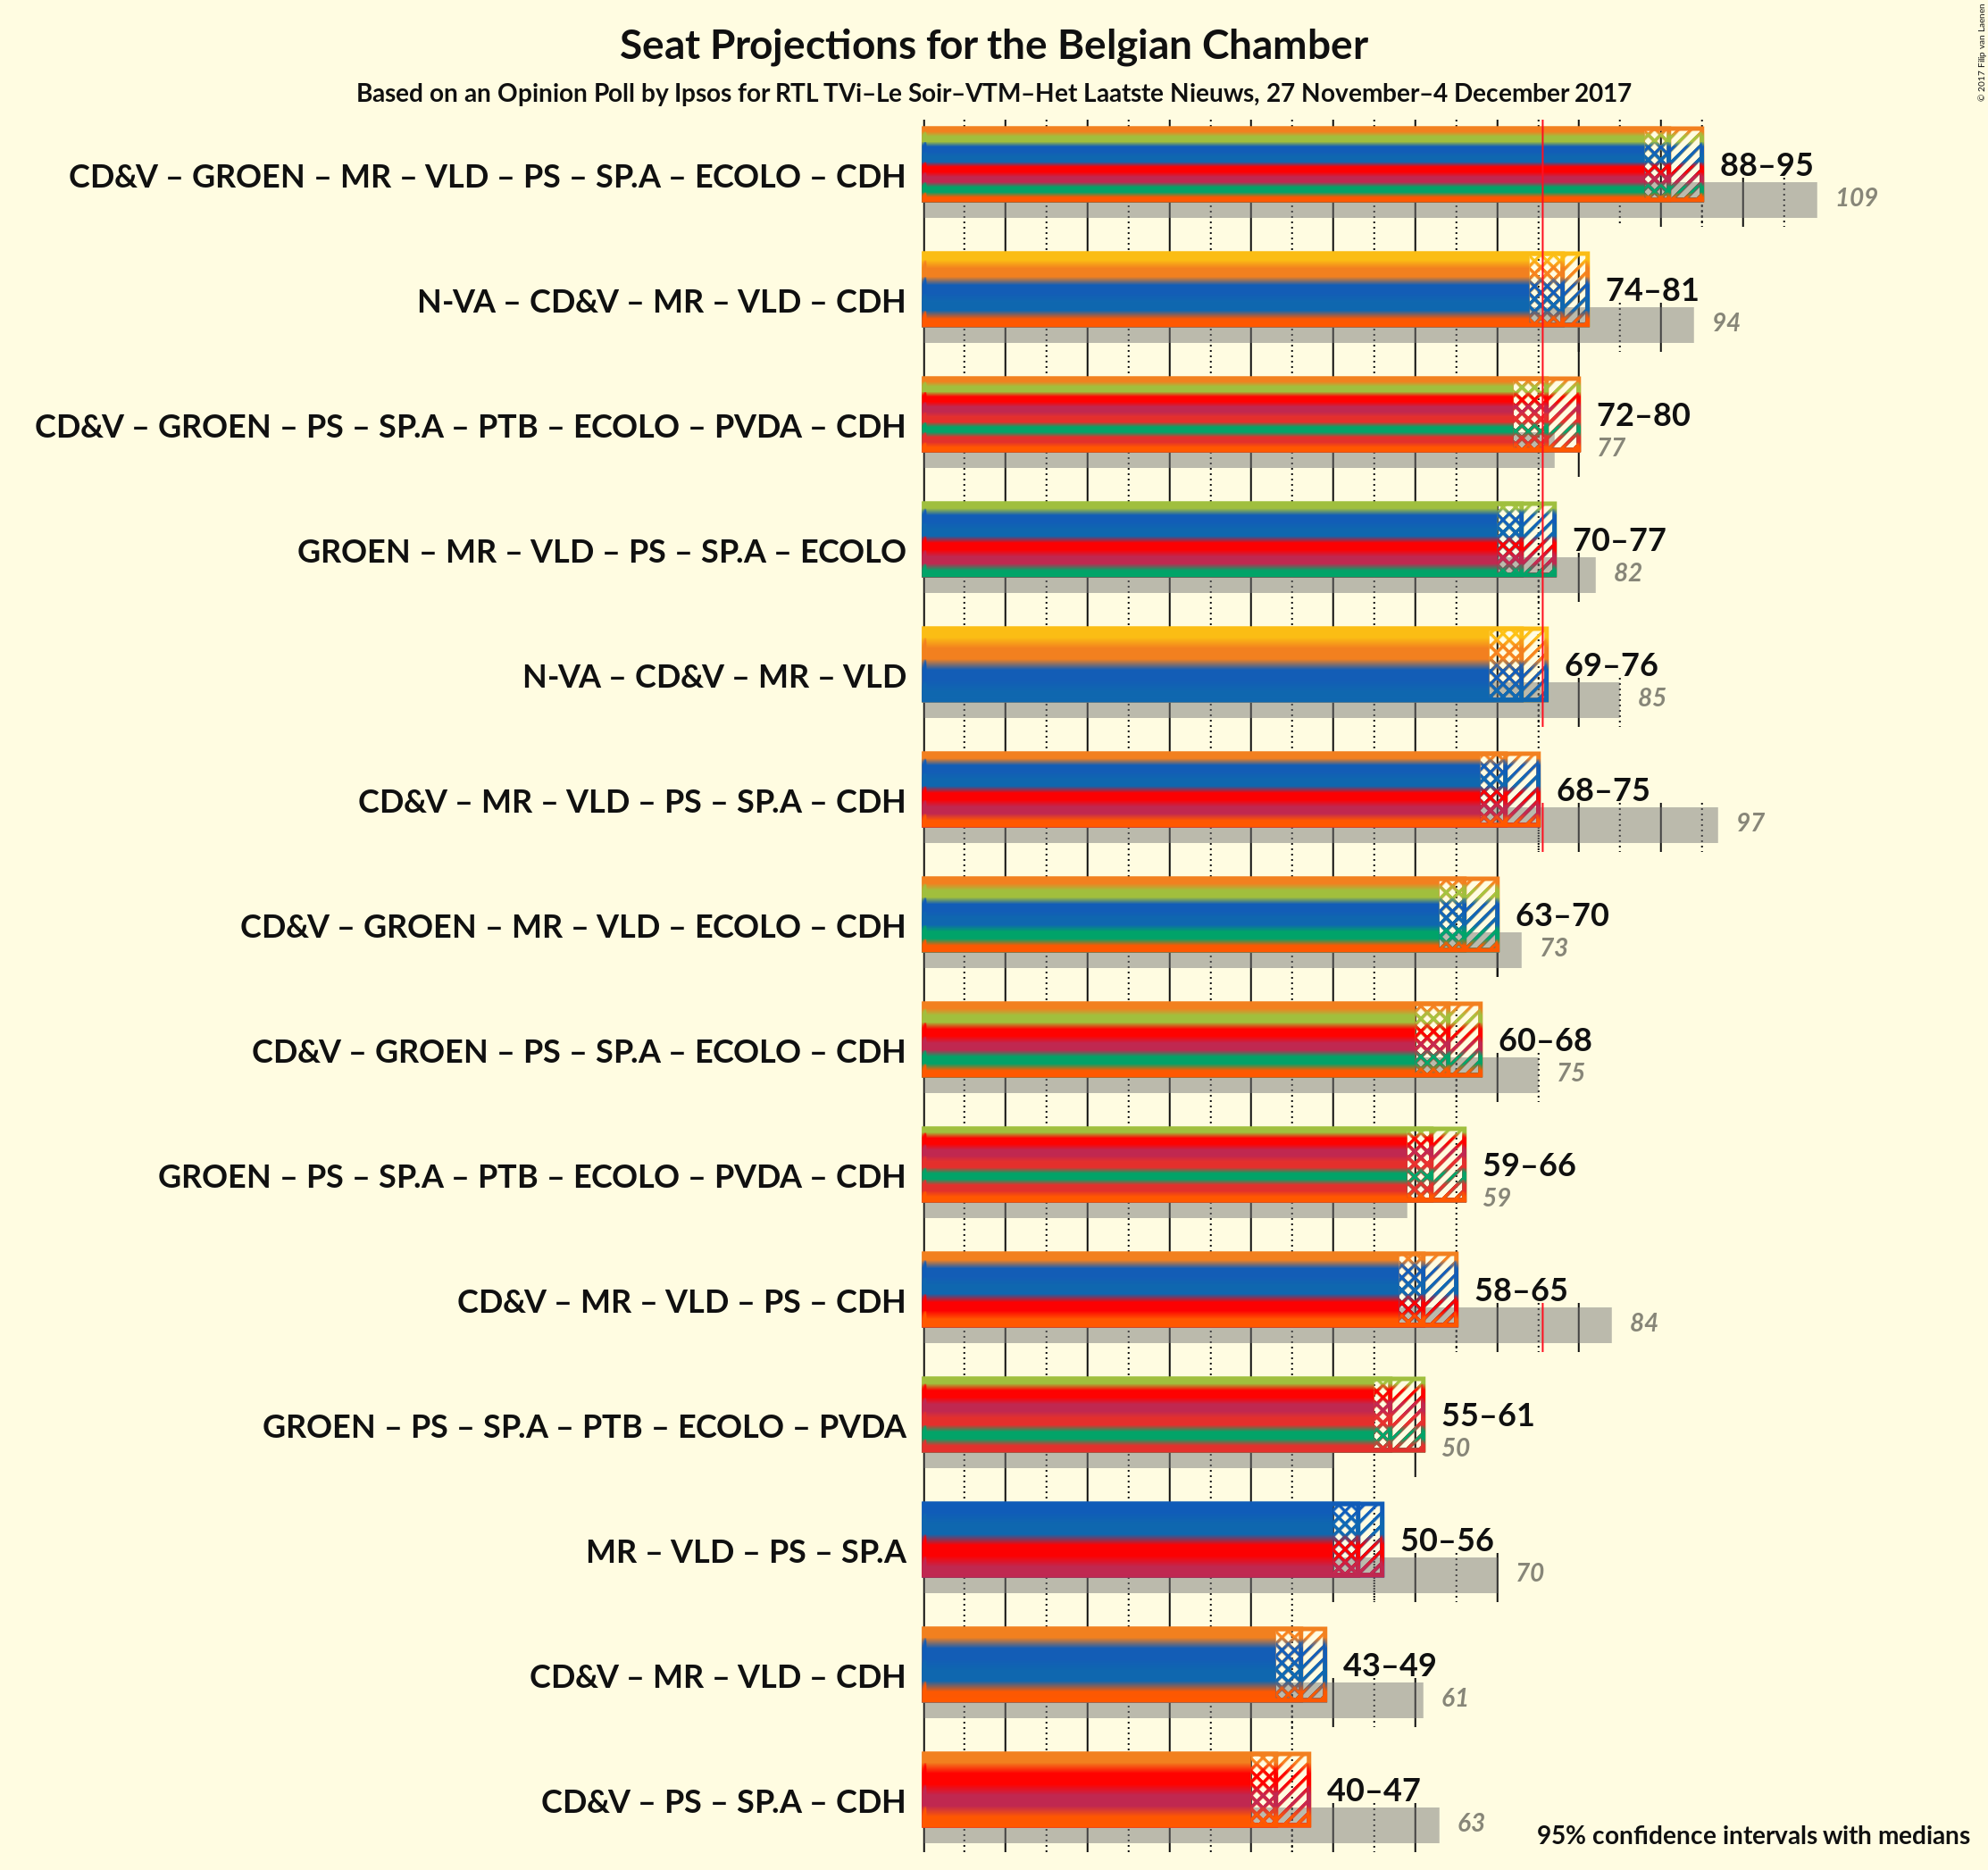 Seat Projections for the Belgian Chamber
Based on an Opinion Poll by Ipsos for RTL TVi–Le Soir–VTM–Het Laatste Nieuws, 27 November–4 December 2017
© 2017 Filip van Laenen
CD&V – GROEN – MR – VLD – PS – SP.A – ECOLO – CDH
88–95
109
N-VA – CD&V – MR – VLD – CDH
74–81
94
CD&V – GROEN – PS – SP.A – PTB – ECOLO – PVDA – CDH
72–80
77
GROEN – MR – VLD – PS – SP.A – ECOLO
70–77
82
N-VA – CD&V – MR – VLD
69–76
85
CD&V – MR – VLD – PS – SP.A – CDH
68–75
97
CD&V – GROEN – MR – VLD – ECOLO – CDH
63–70
73
CD&V – GROEN – PS – SP.A – ECOLO – CDH
60–68
75
GROEN – PS – SP.A – PTB – ECOLO – PVDA – CDH
59–66
59
CD&V – MR – VLD – PS – CDH
58–65
84
GROEN – PS – SP.A – PTB – ECOLO – PVDA
55–61
50
MR – VLD – PS – SP.A
50–56
70
CD&V – MR – VLD – CDH
43–49
61
CD&V – PS – SP.A – CDH
40–47
63
95% confidence intervals with medians